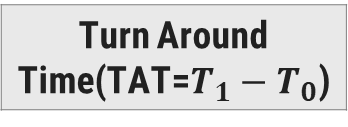 Turn Around
Time(TAT=T₁ − T₀)